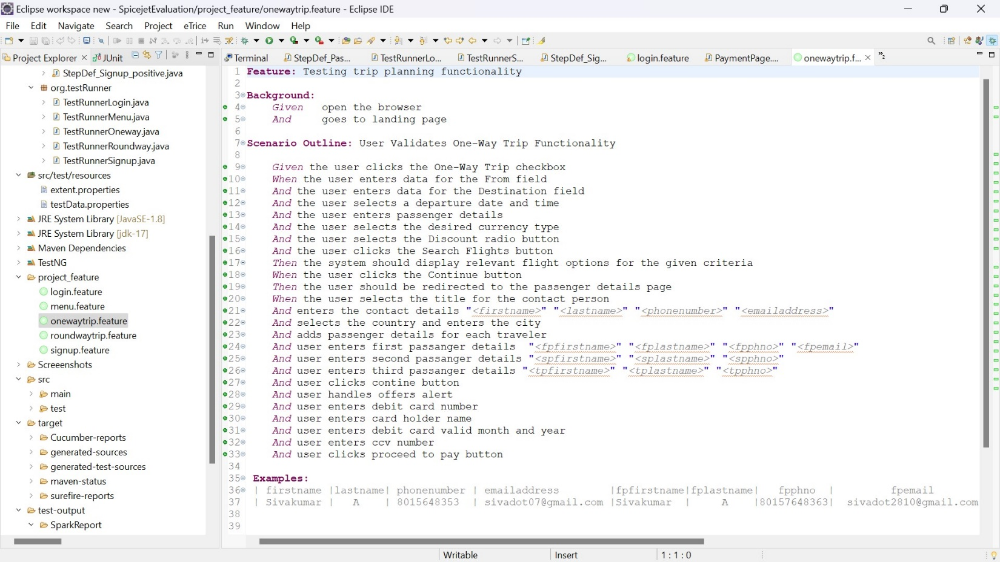 Eclipse workspace new - SpicejetEvaluation/project_feature/onewaytrip.feature - Eclipse IDE
File Edit Navigate Search Project eTrice Run Window Help
Project Explorer JUnit
Terminal StepDef_Pas... TestRunnerLo... TestRunnerS... StepDef_Sig... login.feature PaymentPage.... onewaytrip.f... »2
StepDef_Signup_positive.java
org.testRunner
TestRunnerLogin.java
TestRunnerMenu.java
TestRunnerOneway.java
TestRunnerRoundway.java
TestRunnerSignup.java
src/test/resources
extent.properties
testData.properties
JRE System Library [JavaSE-1.8]
JRE System Library [jdk-17]
Maven Dependencies
TestNG
project_feature
login.feature
menu.feature
onewaytrip.feature
roundwaytrip.feature
signup.feature
Screeenshots
src
main
test
target
Cucumber-reports
generated-sources
generated-test-sources
maven-status
surefire-reports
test-output
SparkReport
1 Feature: Testing trip planning functionality
2
3 Background:
4 Given open the browser
5 And goes to landing page
6
7 Scenario Outline: User Validates One-Way Trip Functionality
8
9 Given the user clicks the One-Way Trip checkbox
10 When the user enters data for the From field
11 And the user enters data for the Destination field
12 And the user selects a departure date and time
13 And the user enters passenger details
14 And the user selects the desired currency type
15 And the user selects the Discount radio button
16 And the user clicks the Search Flights button
17 Then the system should display relevant flight options for the given criteria
18 When the user clicks the Continue button
19 Then the user should be redirected to the passenger details page
20 When the user selects the title for the contact person
21 And enters the contact details "<firstname>" "<lastname>" "<phonenumber>" "<emailaddress>"
22 And selects the country and enters the city
23 And adds passenger details for each traveler
24 And user enters first passanger details "<fpfirstname>" "<fplastname>" "<fpphno>" "<fpemail>"
25 And user enters second passanger details "<spfirstname>" "<splastname>" "<spphno>"
26 And user enters third passanger details "<tpfirstname>" "<tplastname>" "<tpphno>"
27 And user clicks contine button
28 And user handles offers alert
29 And user enters debit card number
30 And user enters card holder name
31 And user enters debit card valid month and year
32 And user enters ccv number
33 And user clicks proceed to pay button
34
35 Examples:
36 | firstname |lastname| phonenumber | emailaddress |fpfirstname|fplastname| fpphno | fpemail
37 | Sivakumar | A | 8015648353 | sivadot07@gmail.com |Sivakumar | A |80157648363| sivadot2810@gmail.com
38
39
Writable Insert 1 : 1 : 0